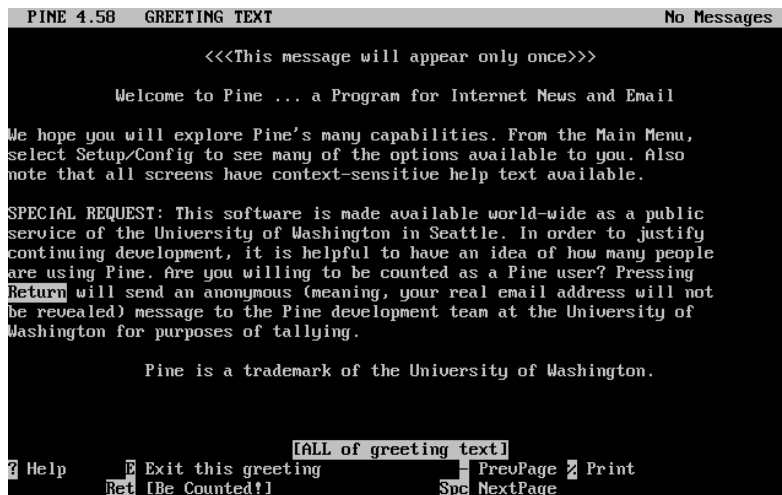 PINE 4.58 GREETING TEXT No Messages
<<<This message will appear only once>>>
Welcome to Pine ... a Program for Internet News and Email
We hope you will explore Pine's many capabilities. From the Main Menu,
select Setup/Config to see many of the options available to you. Also
note that all screens have context-sensitive help text available.
SPECIAL REQUEST: This software is made available world-wide as a public
service of the University of Washington in Seattle. In order to justify
continuing development, it is helpful to have an idea of how many people
are using Pine. Are you willing to be counted as a Pine user? Pressing
Return will send an anonymous (meaning, your real email address will not
be revealed) message to the Pine development team at the University of
Washington for purposes of tallying.
Pine is a trademark of the University of Washington.
[ALL of greeting text]
? Help E Exit this greeting - PrevPage % Print
Ret [Be Counted!] Spc NextPage